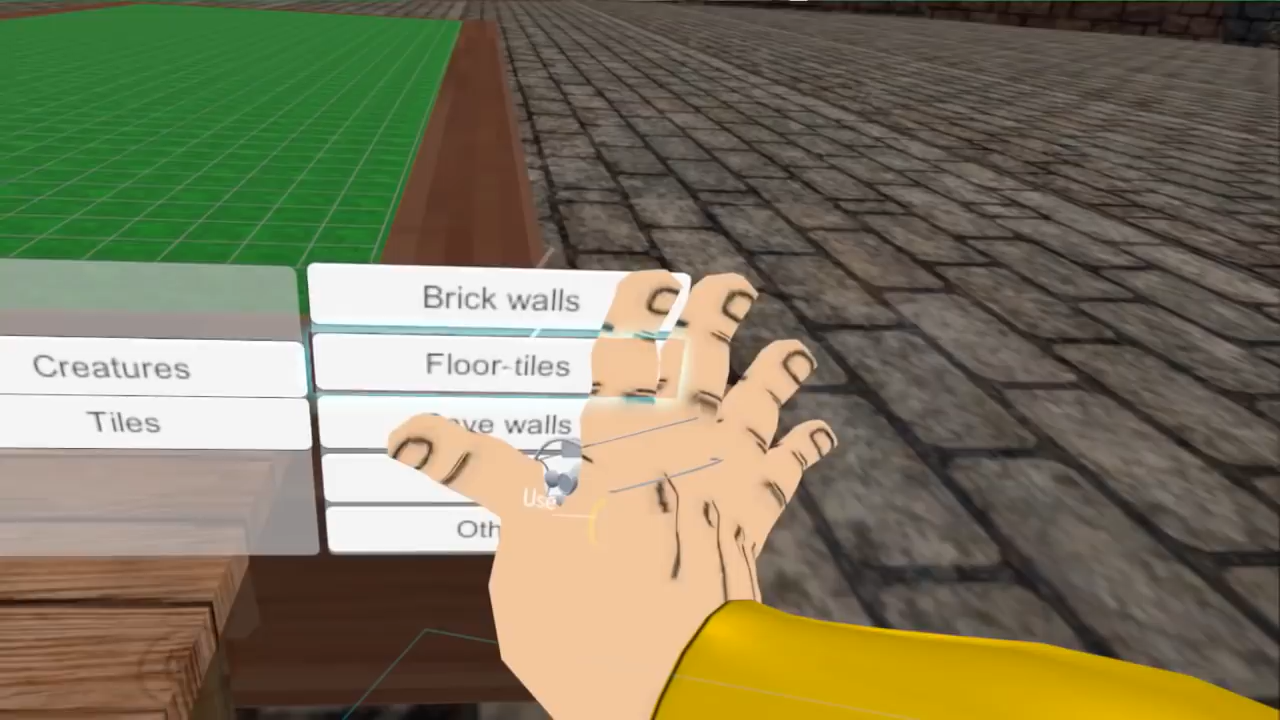 Brick walls
Creatures
Floor-tiles
Tiles
walls
Use